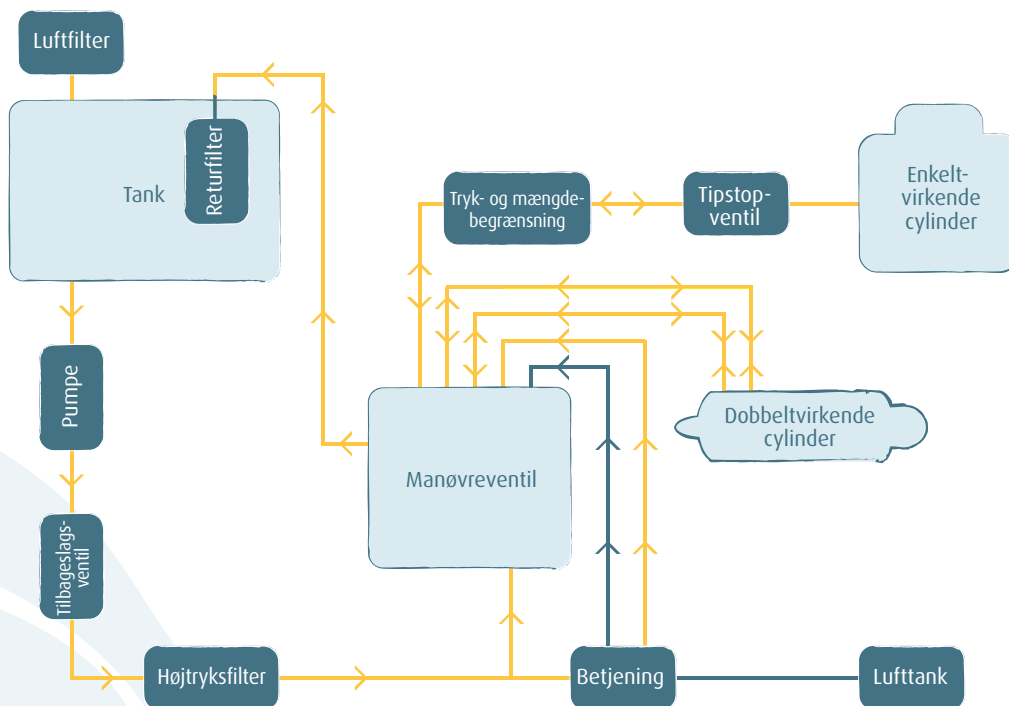 Luftfilter
Tank
Returfilter
Tryk- og mængde-
begrænsning
Tipstop-
ventil
Enkelt-
virkende
cylinder
Pumpe
Dobbeltvirkende
cylinder
Manøvreventil
Tilbageslags-
ventil
Højtryksfilter
Betjening
Lufttank